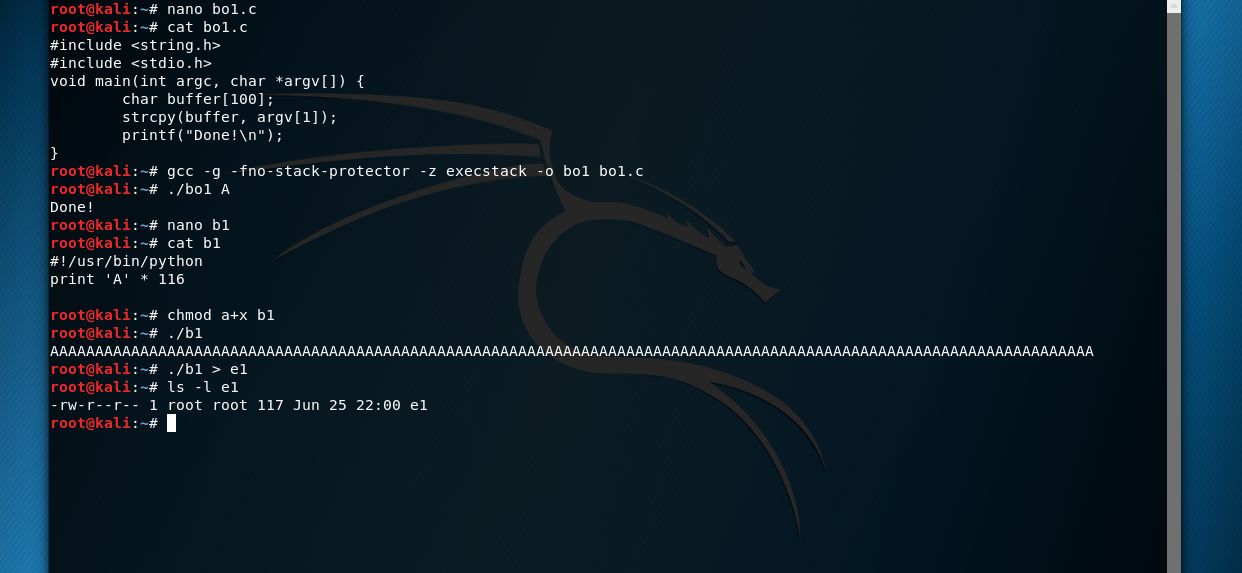 root@kali:~# nano bo1.c
root@kali:~# cat bo1.c
#include <string.h>
#include <stdio.h>
void main(int argc, char *argv[]) {
        char buffer[100];
        strcpy(buffer, argv[1]);
        printf("Done!\n");
}
root@kali:~# gcc -g -fno-stack-protector -z execstack -o bo1 bo1.c
root@kali:~# ./bo1 A
Done!
root@kali:~# nano b1
root@kali:~# cat b1
#!/usr/bin/python
print 'A' * 116

root@kali:~# chmod a+x b1
root@kali:~# ./b1
AAAAAAAAAAAAAAAAAAAAAAAAAAAAAAAAAAAAAAAAAAAAAAAAAAAAAAAAAAAAAAAAAAAAAAAAAAAAAAAAAAAAAAAAAAAAAAAAAAAAAAAAAAAAAAAAAAAA
root@kali:~# ./b1 > e1
root@kali:~# ls -l e1
-rw-r--r-- 1 root root 117 Jun 25 22:00 e1
root@kali:~#